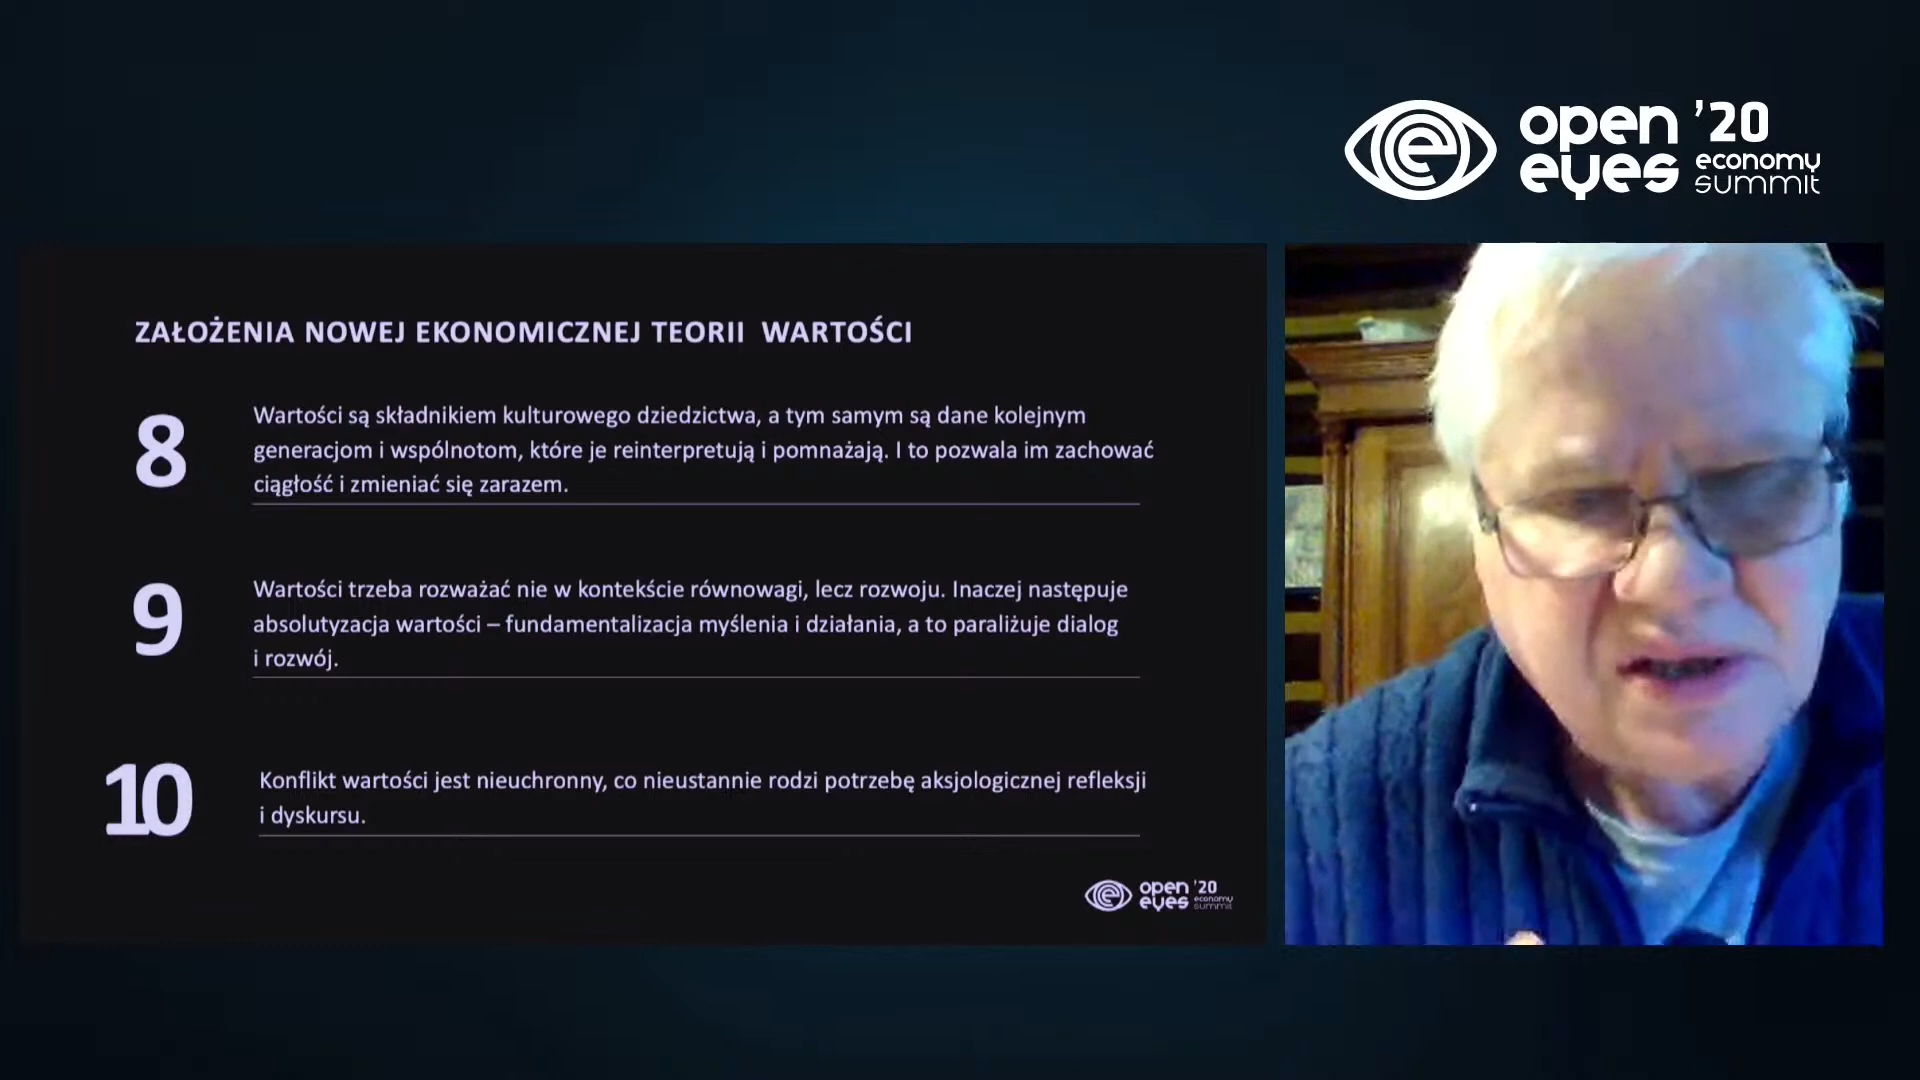 open '20
eyes economy
summit
ZAŁOŻENIA NOWEJ EKONOMICZNEJ TEORII WARTOŚCI
8
Wartości są składnikiem kulturowego dziedzictwa, a tym samym są dane kolejnym
generacjom i wspólnotom, które je reinterpretują i pomnażają. I to pozwala im zachować
ciągłość i zmieniać się zarazem.
9
Wartości trzeba rozważać nie w kontekście równowagi, lecz rozwoju. Inaczej następuje
absolutyzacja wartości – fundamentalizacja myślenia i działania, a to paraliżuje dialog
i rozwój.
10
Konflikt wartości jest nieuchronny, co nieustannie rodzi potrzebę aksjologicznej refleksji
i dyskursu.
open '20
eyes economy
summit